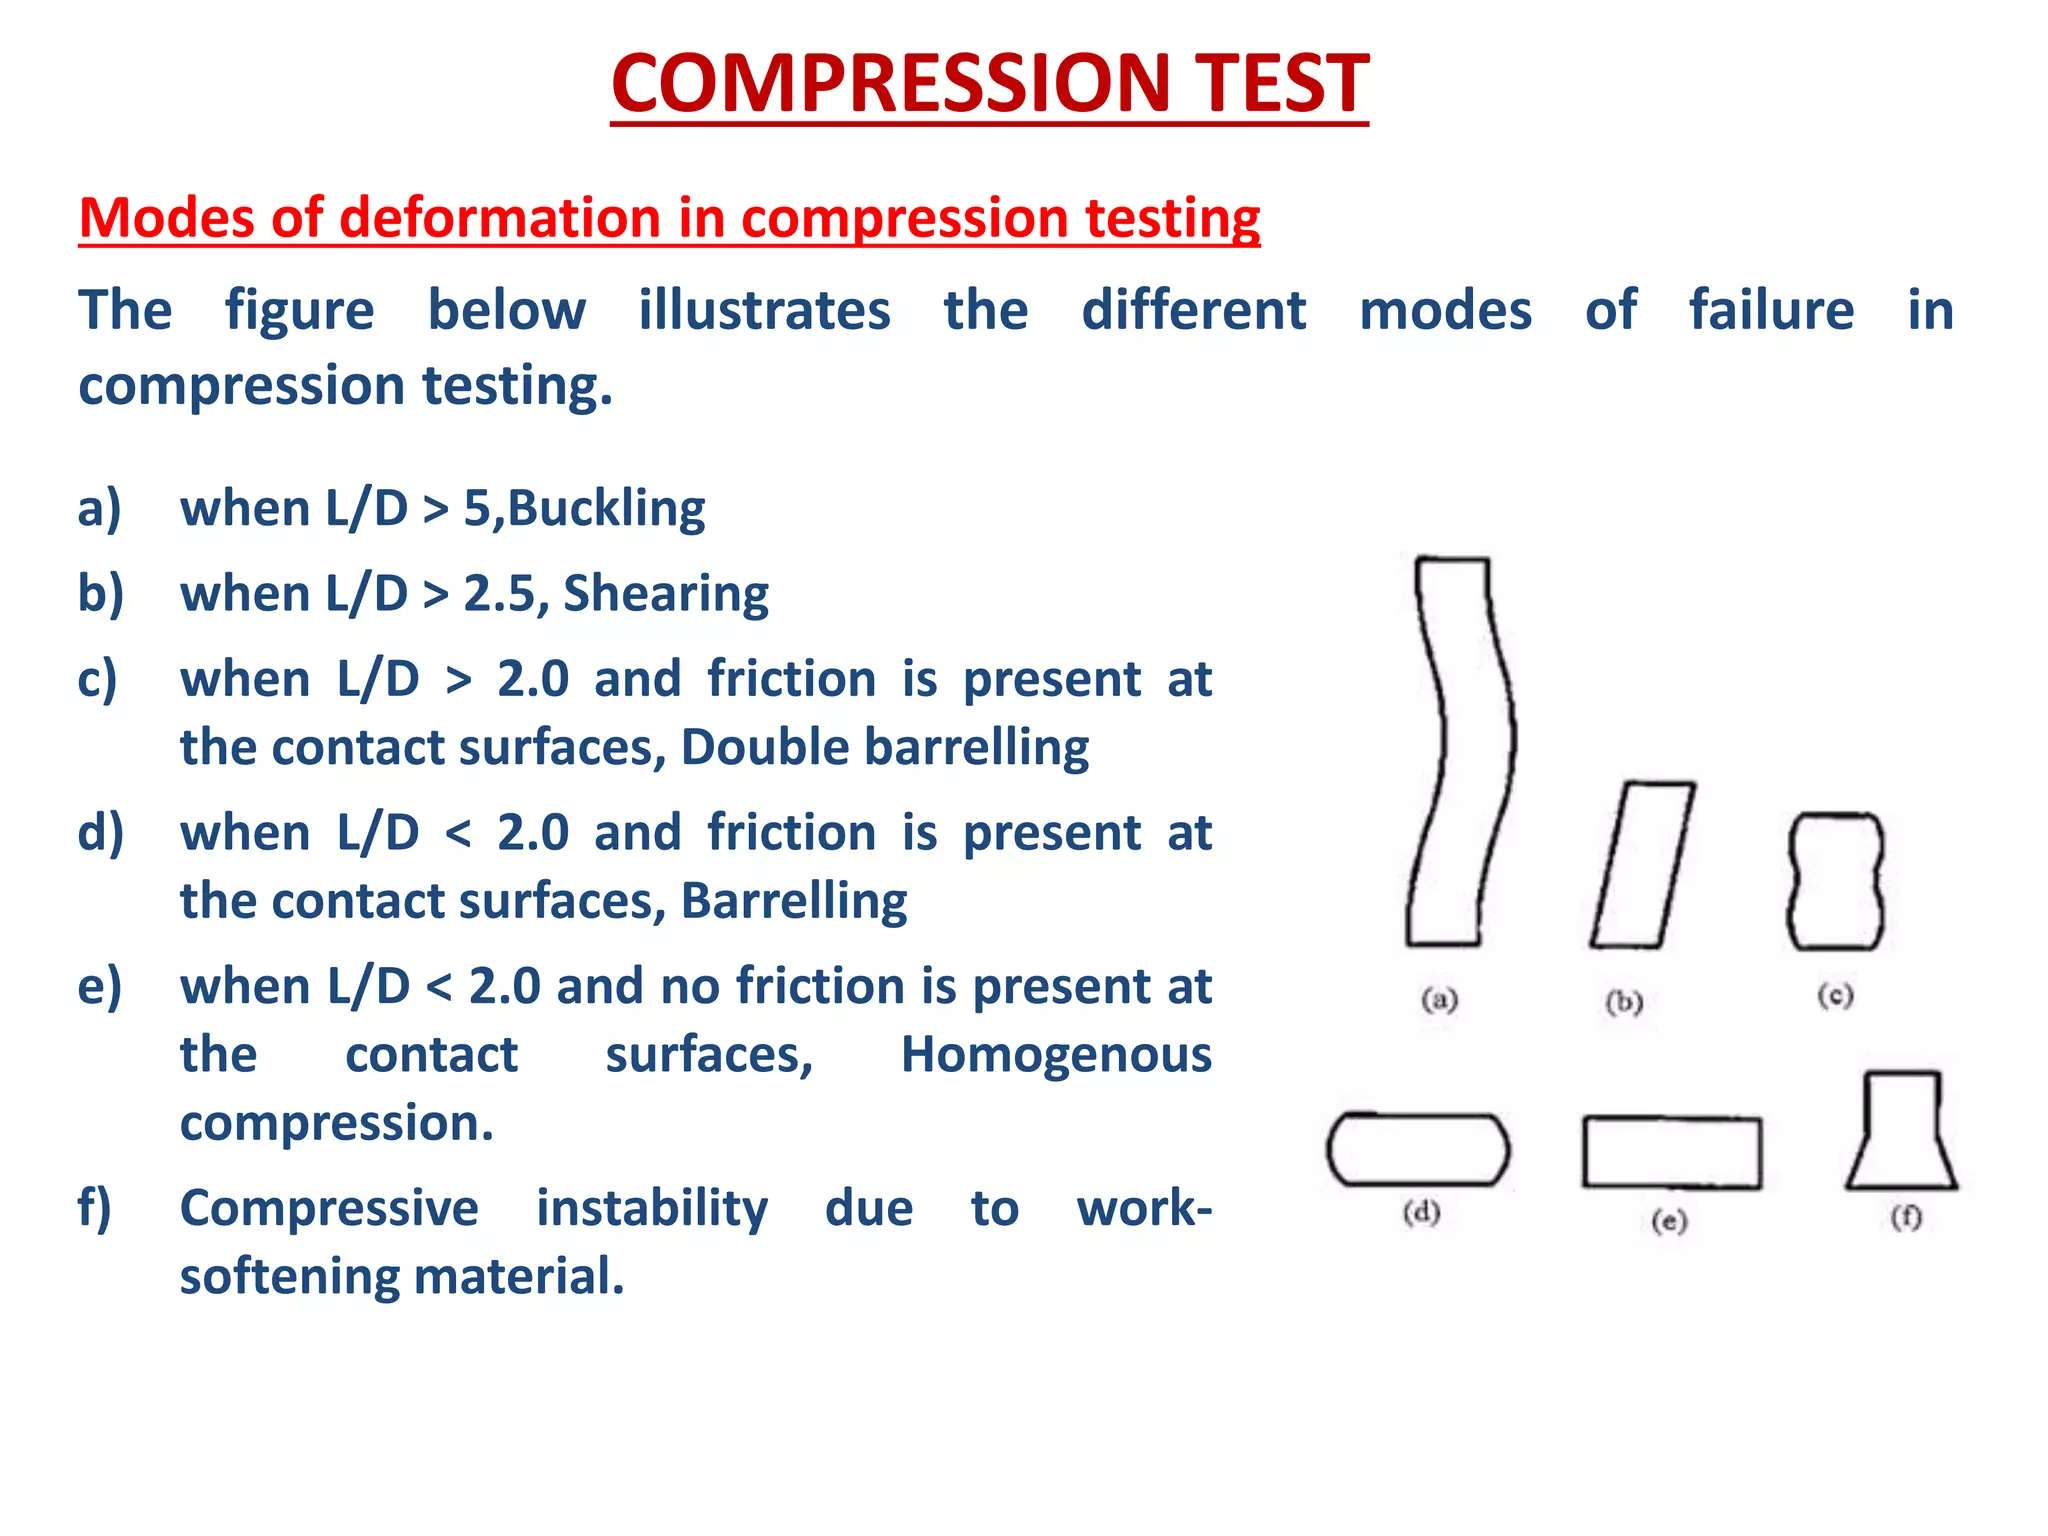 COMPRESSION TEST
Modes of deformation in compression testing
The figure below illustrates the different modes of failure in
compression testing.
a) when L/D > 5,Buckling
b) when L/D > 2.5, Shearing
c) when L/D > 2.0 and friction is present at
the contact surfaces, Double barrelling
d) when L/D < 2.0 and friction is present at
the contact surfaces, Barrelling
e) when L/D < 2.0 and no friction is present at
the contact surfaces, Homogenous
compression.
f) Compressive instability due to work-
softening material.
(a) (b) (c)
(d) (e) (f)